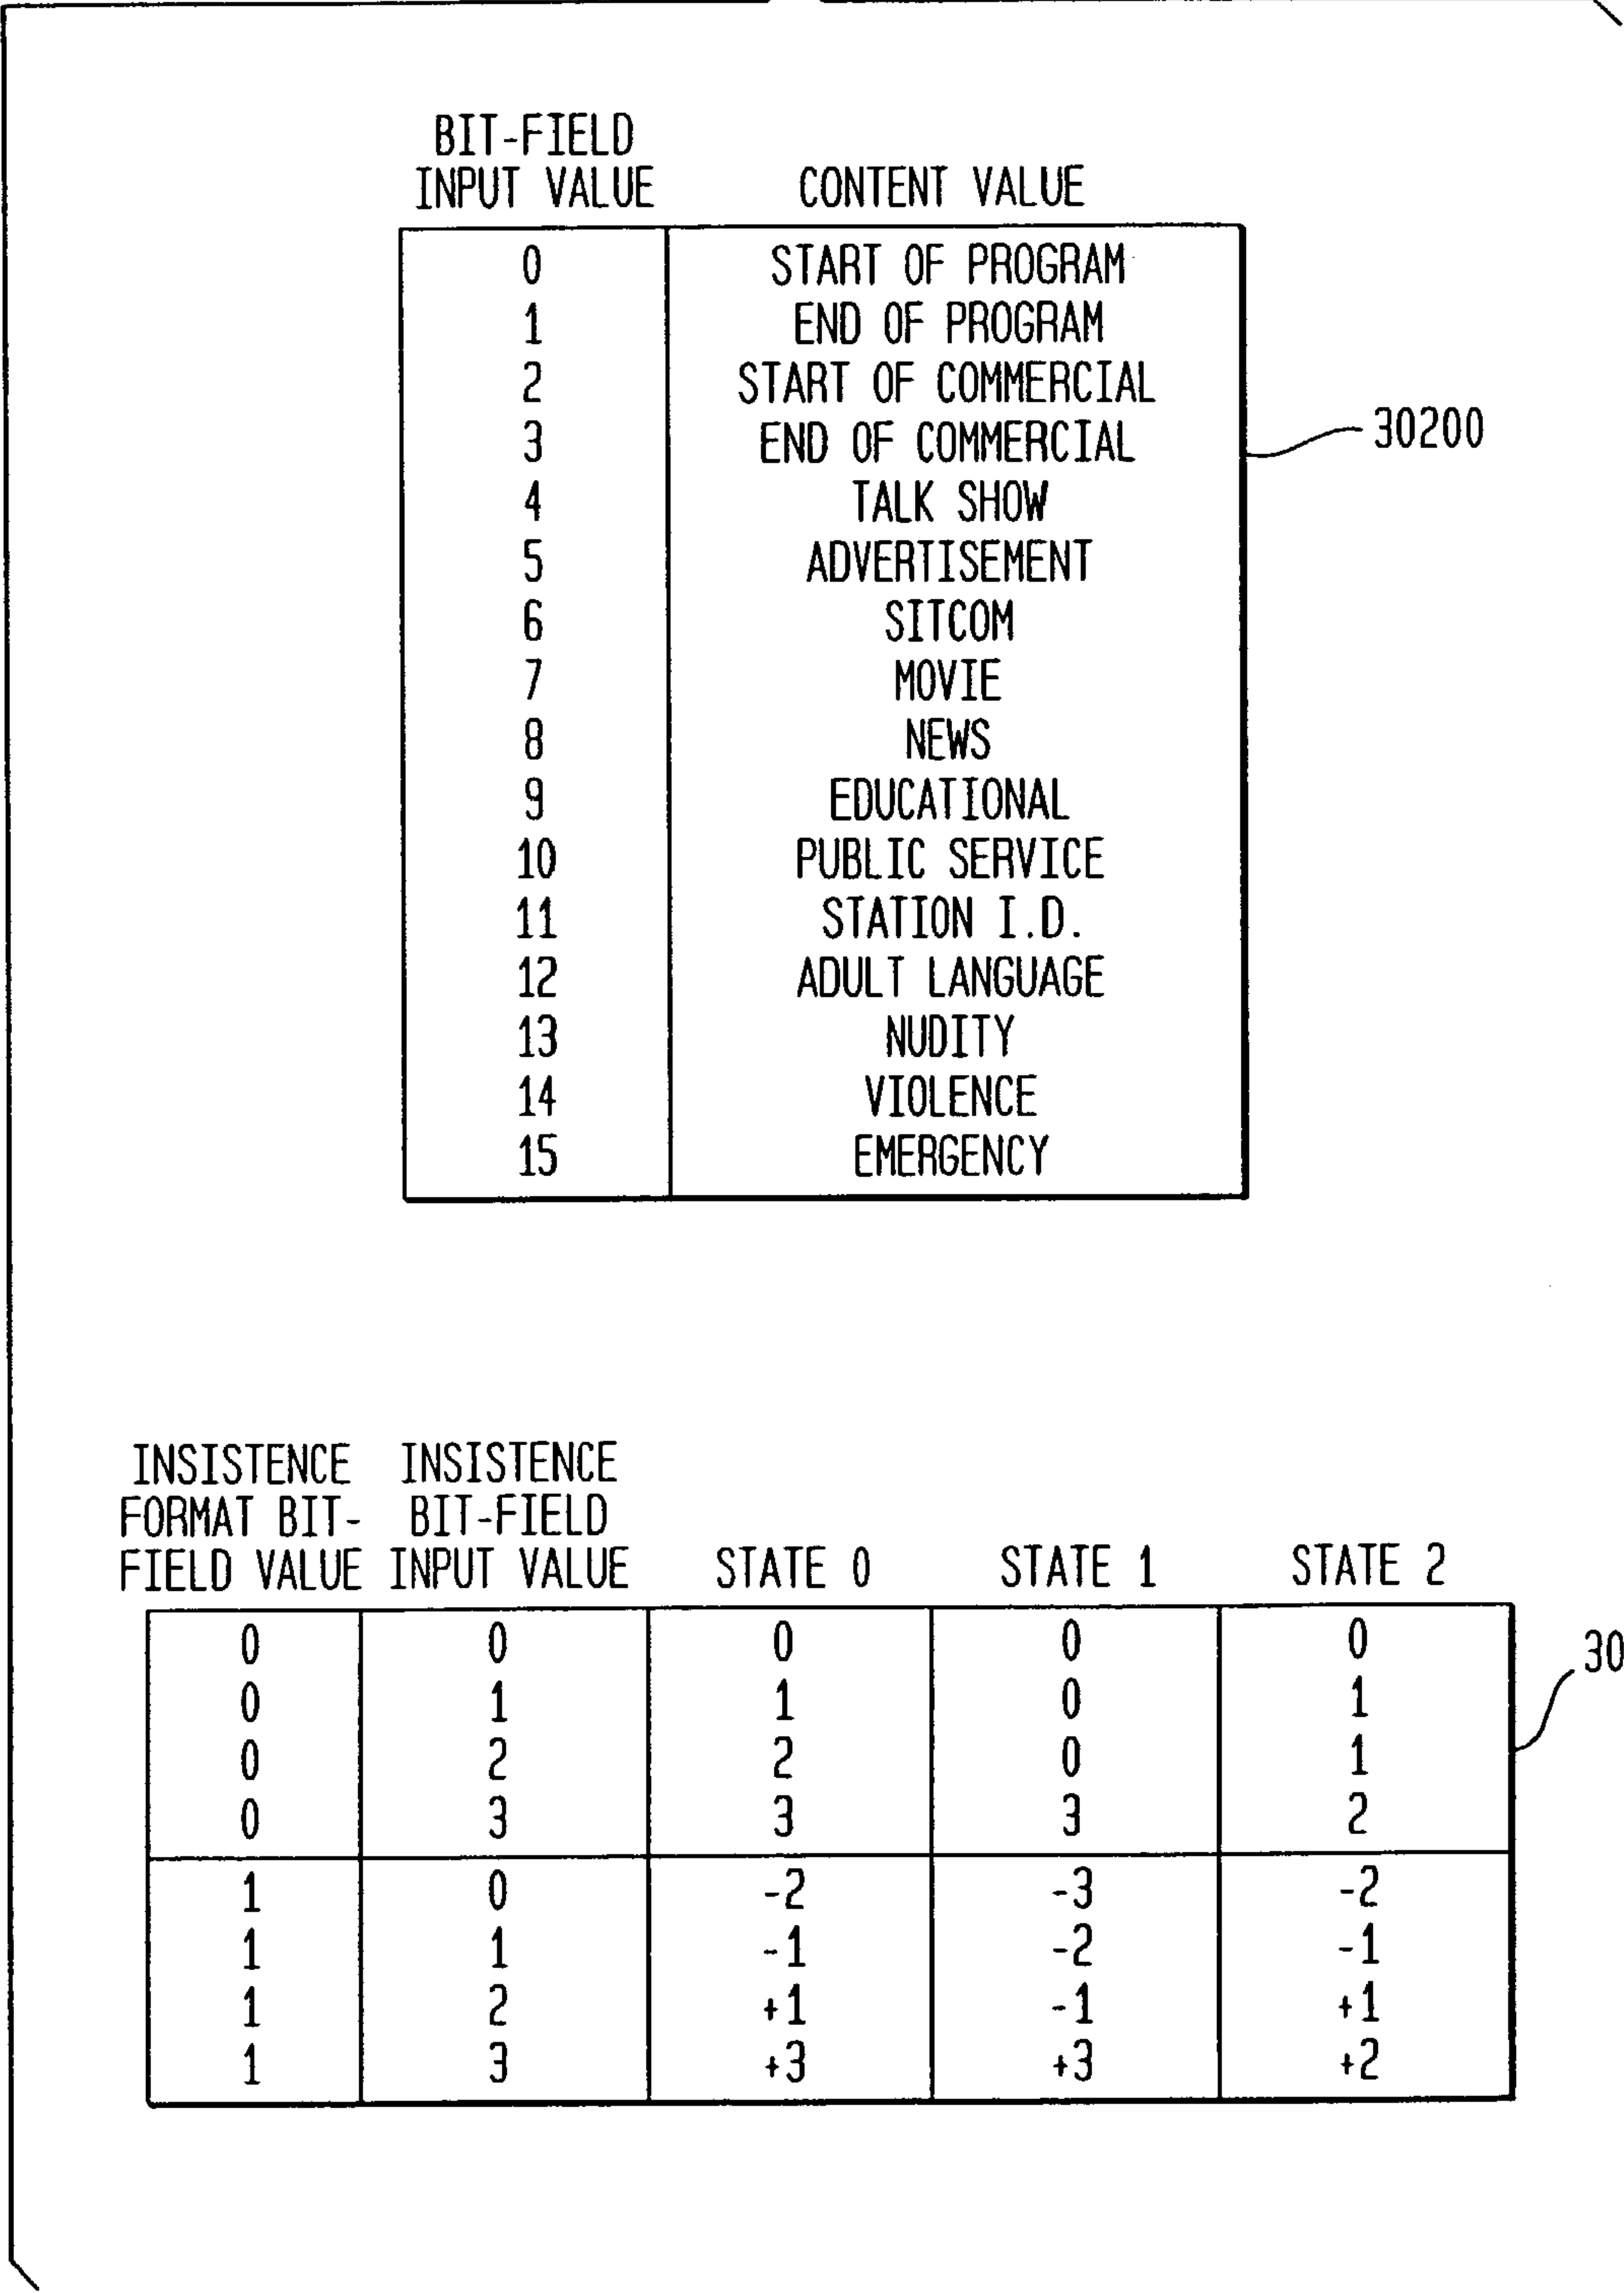 BIT-FIELD
INPUT VALUE CONTENT VALUE
0 START OF PROGRAM
1 END OF PROGRAM
2 START OF COMMERCIAL
3 END OF COMMERCIAL
30200
4 TALK SHOW
5 ADVERTISEMENT
6 SITCOM
7 MOVIE
8 NEWS
9 EDUCATIONAL
10 PUBLIC SERVICE
11 STATION I.D.
12 ADULT LANGUAGE
13 NUDITY
14 VIOLENCE
15 EMERGENCY
INSISTENCE INSISTENCE
FORMAT BIT- BIT-FIELD
FIELD VALUE INPUT VALUE STATE 0 STATE 1 STATE 2
0 0 0 0 0
30
0 1 1 0 1
0 2 2 0 1
0 3 3 3 2
1 0 -2 -3 -2
1 1 -1 -2 -1
1 2 +1 -1 +1
1 3 +3 +3 +2